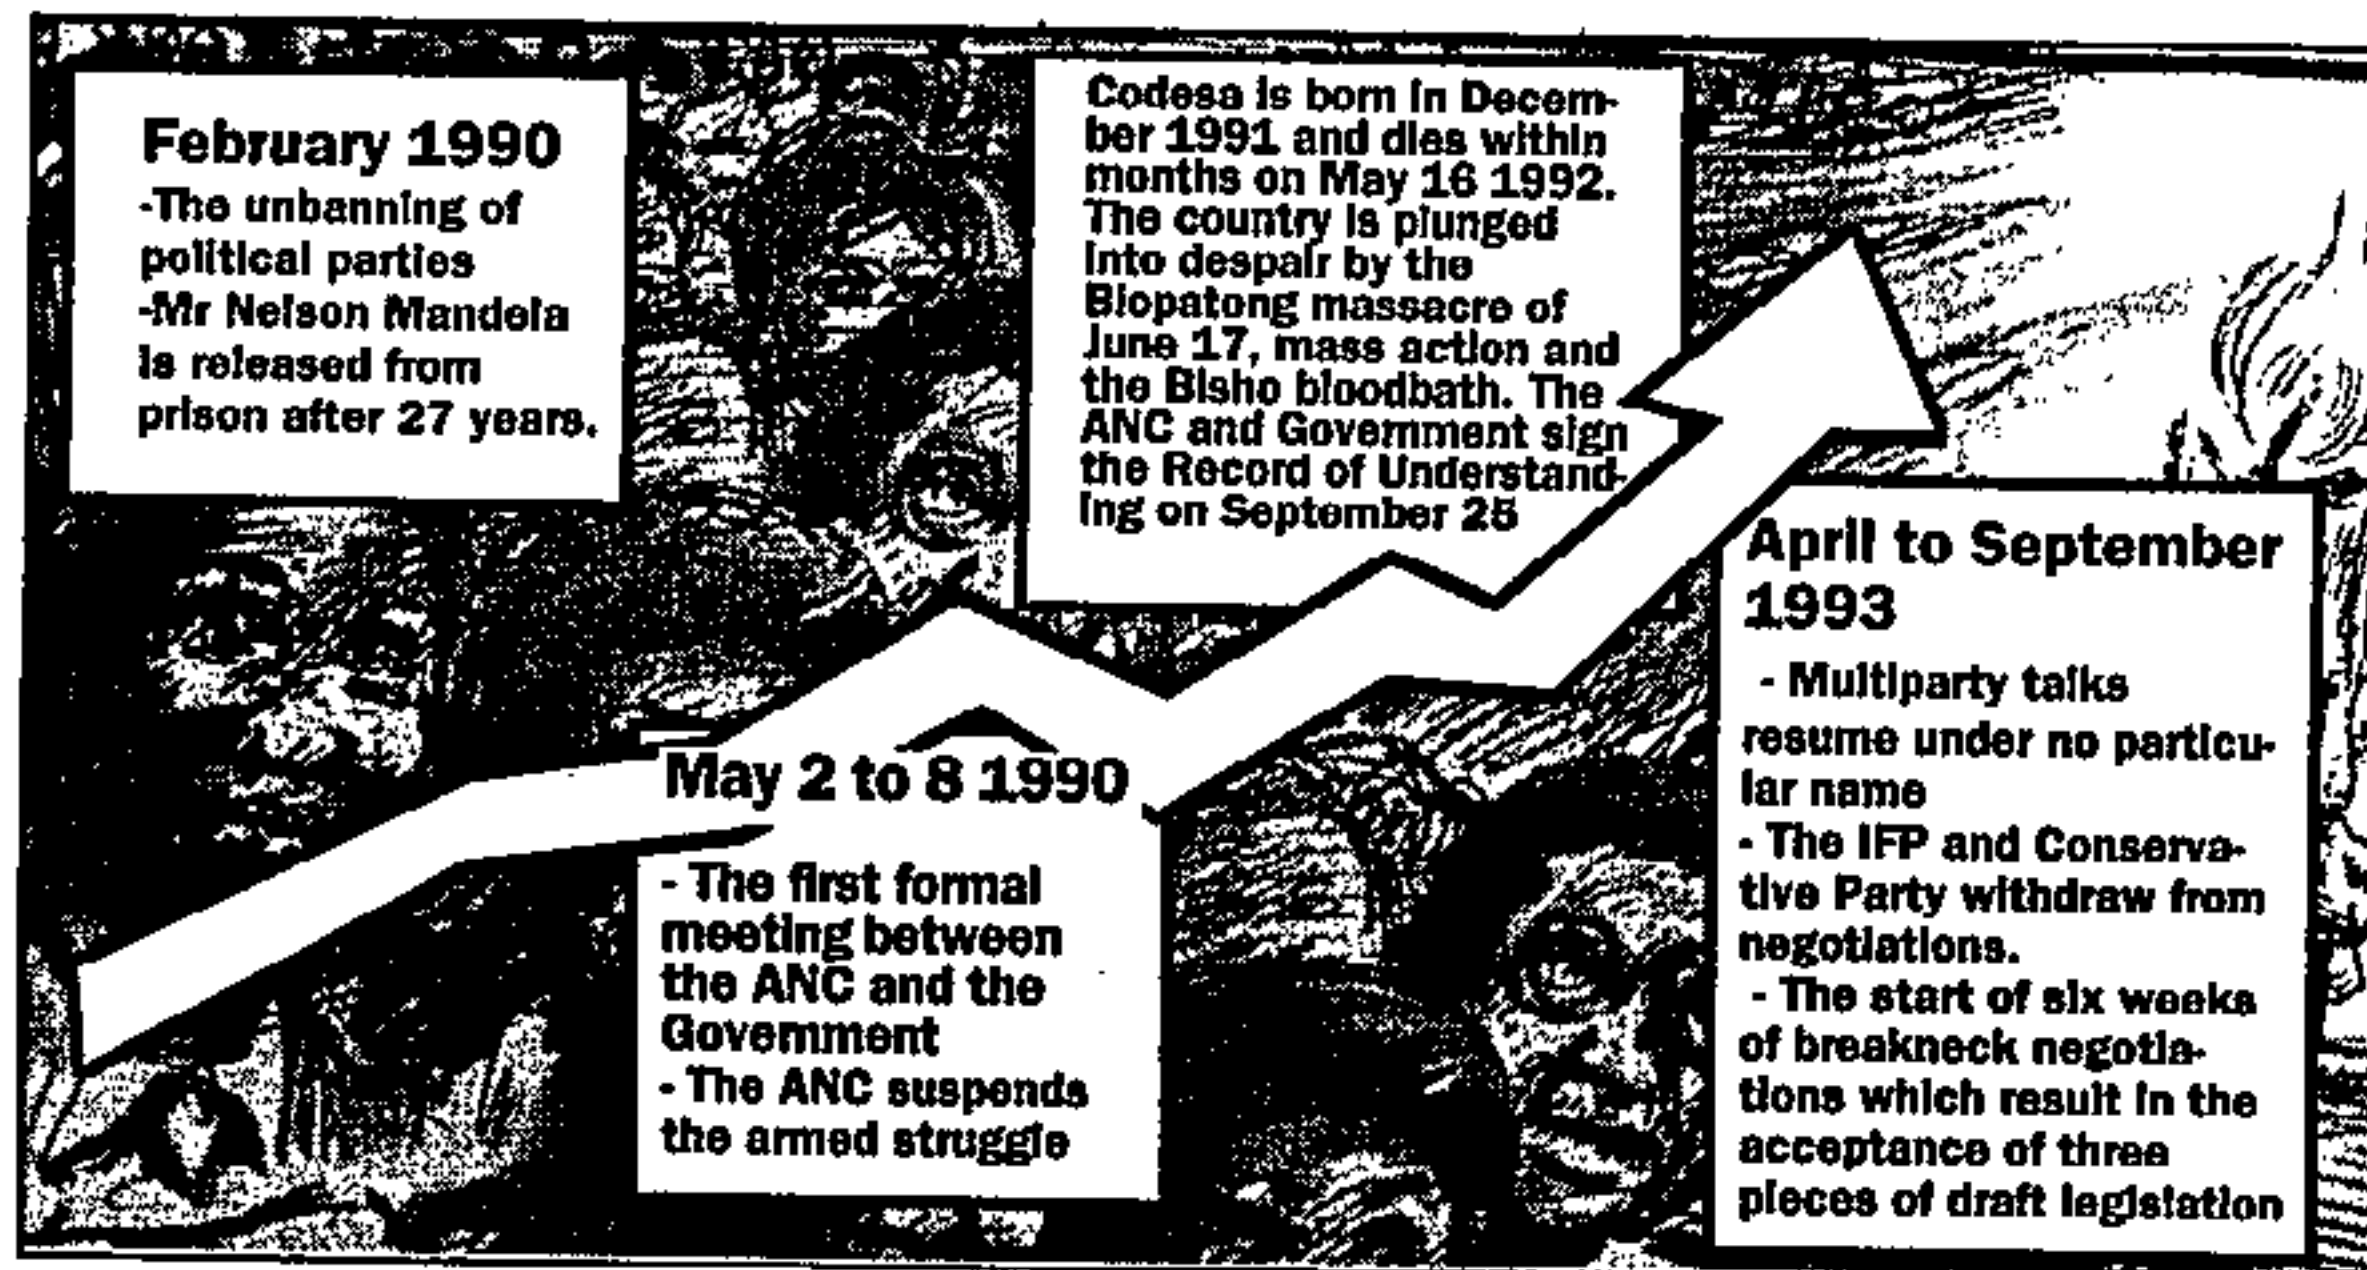 February 1990
-The unbanning of
political parties
-Mr Nelson Mandela
is released from
prison after 27 years.
May 2 to 8 1990
- The first formal
meeting between
the ANC and the
Government
- The ANC suspends
the armed struggle
Codesa is born in Decem-
ber 1991 and dies within
months on May 16 1992.
The country is plunged
into despair by the
Biopatong massacre of
June 17, mass action and
the Bisho bloodbath. The
ANC and Government sign
the Record of Understand-
ing on September 25
April to September
1993
- Multiparty talks
resume under no particu-
lar name
- The IFP and Conserva-
tive Party withdraw from
negotiations.
- The start of six weeks
of breakneck negotia-
tions which result in the
acceptance of three
pieces of draft legislation